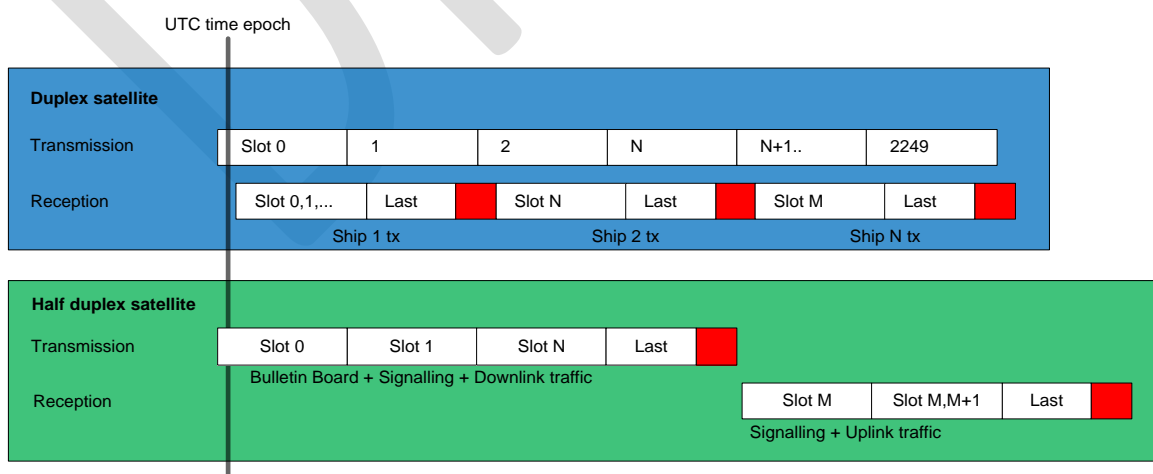 UTC time epoch
Duplex satellite
Transmission Slot 0 1 2 N N+1.. 2249
Reception Slot 0,1,... Last Slot N Last Slot M Last
Ship 1 tx Ship 2 tx Ship N tx
Half duplex satellite
Transmission Slot 0 Slot 1 Slot N Last
Bulletin Board + Signalling + Downlink traffic
Reception Slot M Slot M,M+1 Last
Signalling + Uplink traffic